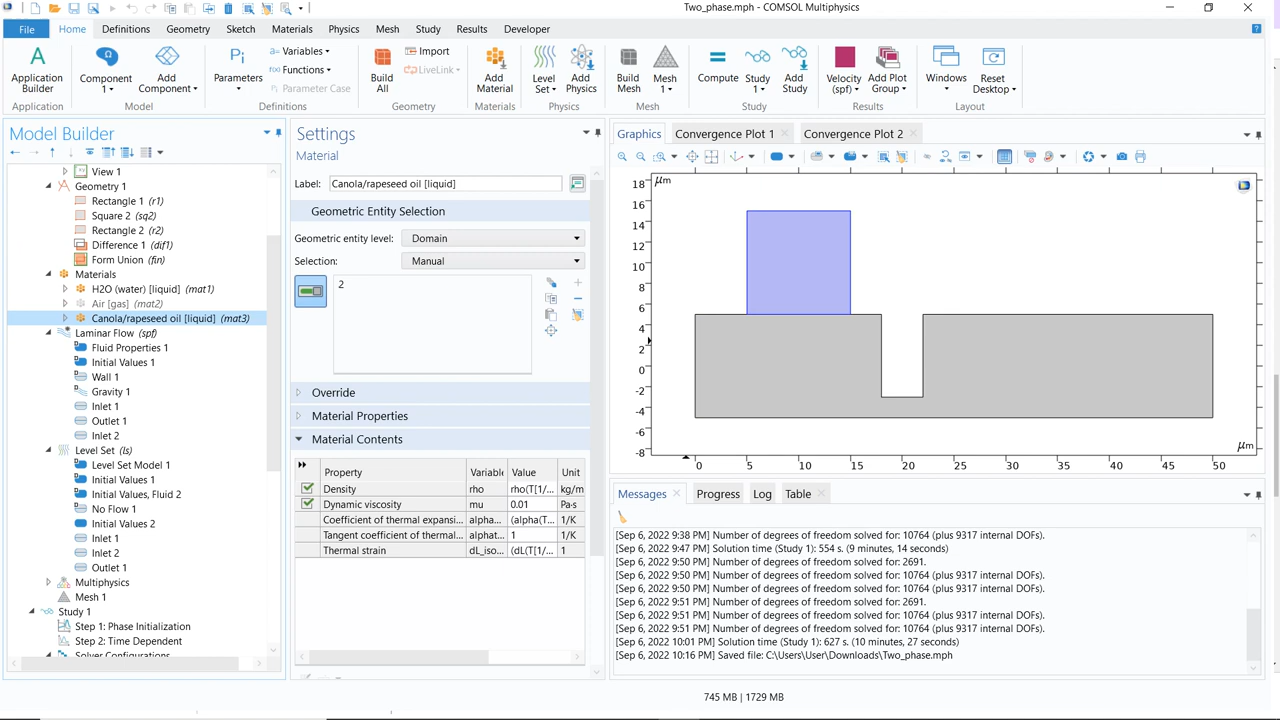 Two_phase.mph - COMSOL Multiphysics
File Home Definitions Geometry Sketch Materials Physics Mesh Study Results Developer
Application Builder
Component 1
Add Component
Parameters
Variables
Functions
Parameter Case
Build All
Import
LiveLink
Add Material
Level Set
Add Physics
Build Mesh
Mesh 1
Compute
Study 1
Add Study
Velocity (spf)
Add Plot Group
Windows
Reset Desktop
Application Model Definitions Geometry Materials Physics Mesh Study Results Layout
Model Builder
View 1
Geometry 1
Rectangle 1 (r1)
Square 2 (sq2)
Rectangle 2 (r2)
Difference 1 (dif1)
Form Union (fin)
Materials
H2O (water) [liquid] (mat1)
Air [gas] (mat2)
Canola/rapeseed oil [liquid] (mat3)
Laminar Flow (spf)
Fluid Properties 1
Initial Values 1
Wall 1
Gravity 1
Inlet 1
Outlet 1
Inlet 2
Level Set (ls)
Level Set Model 1
Initial Values 1
Initial Values, Fluid 2
No Flow 1
Initial Values 2
Inlet 1
Inlet 2
Outlet 1
Multiphysics
Mesh 1
Study 1
Step 1: Phase Initialization
Step 2: Time Dependent
Solver Configurations
Settings
Material
Label: Canola/rapeseed oil [liquid]
Geometric Entity Selection
Geometric entity level: Domain
Selection: Manual
2
Override
Material Properties
Material Contents
Property Variable Value Unit
Density rho rho(T[1/... kg/m
Dynamic viscosity mu 0.01 Pa·s
Coefficient of thermal expansi... alpha... (alpha(T... 1/K
Tangent coefficient of thermal... alphat... 1 1/K
Thermal strain dL_iso... (dL(T[1/... 1
Graphics Convergence Plot 1 Convergence Plot 2
μm
18
16
14
12
10
8
6
4
2
0
-2
-4
-6
-8
μm
0 5 10 15 20 25 30 35 40 45 50
Messages Progress Log Table
[Sep 6, 2022 9:38 PM] Number of degrees of freedom solved for: 10764 (plus 9317 internal DOFs).
[Sep 6, 2022 9:47 PM] Solution time (Study 1): 554 s. (9 minutes, 14 seconds)
[Sep 6, 2022 9:50 PM] Number of degrees of freedom solved for: 2691.
[Sep 6, 2022 9:50 PM] Number of degrees of freedom solved for: 10764 (plus 9317 internal DOFs).
[Sep 6, 2022 9:50 PM] Number of degrees of freedom solved for: 10764 (plus 9317 internal DOFs).
[Sep 6, 2022 9:51 PM] Number of degrees of freedom solved for: 2691.
[Sep 6, 2022 9:51 PM] Number of degrees of freedom solved for: 10764 (plus 9317 internal DOFs).
[Sep 6, 2022 9:51 PM] Number of degrees of freedom solved for: 10764 (plus 9317 internal DOFs).
[Sep 6, 2022 10:01 PM] Solution time (Study 1): 627 s. (10 minutes, 27 seconds)
[Sep 6, 2022 10:16 PM] Saved file: C:\Users\User\Downloads\Two_phase.mph
745 MB | 1729 MB